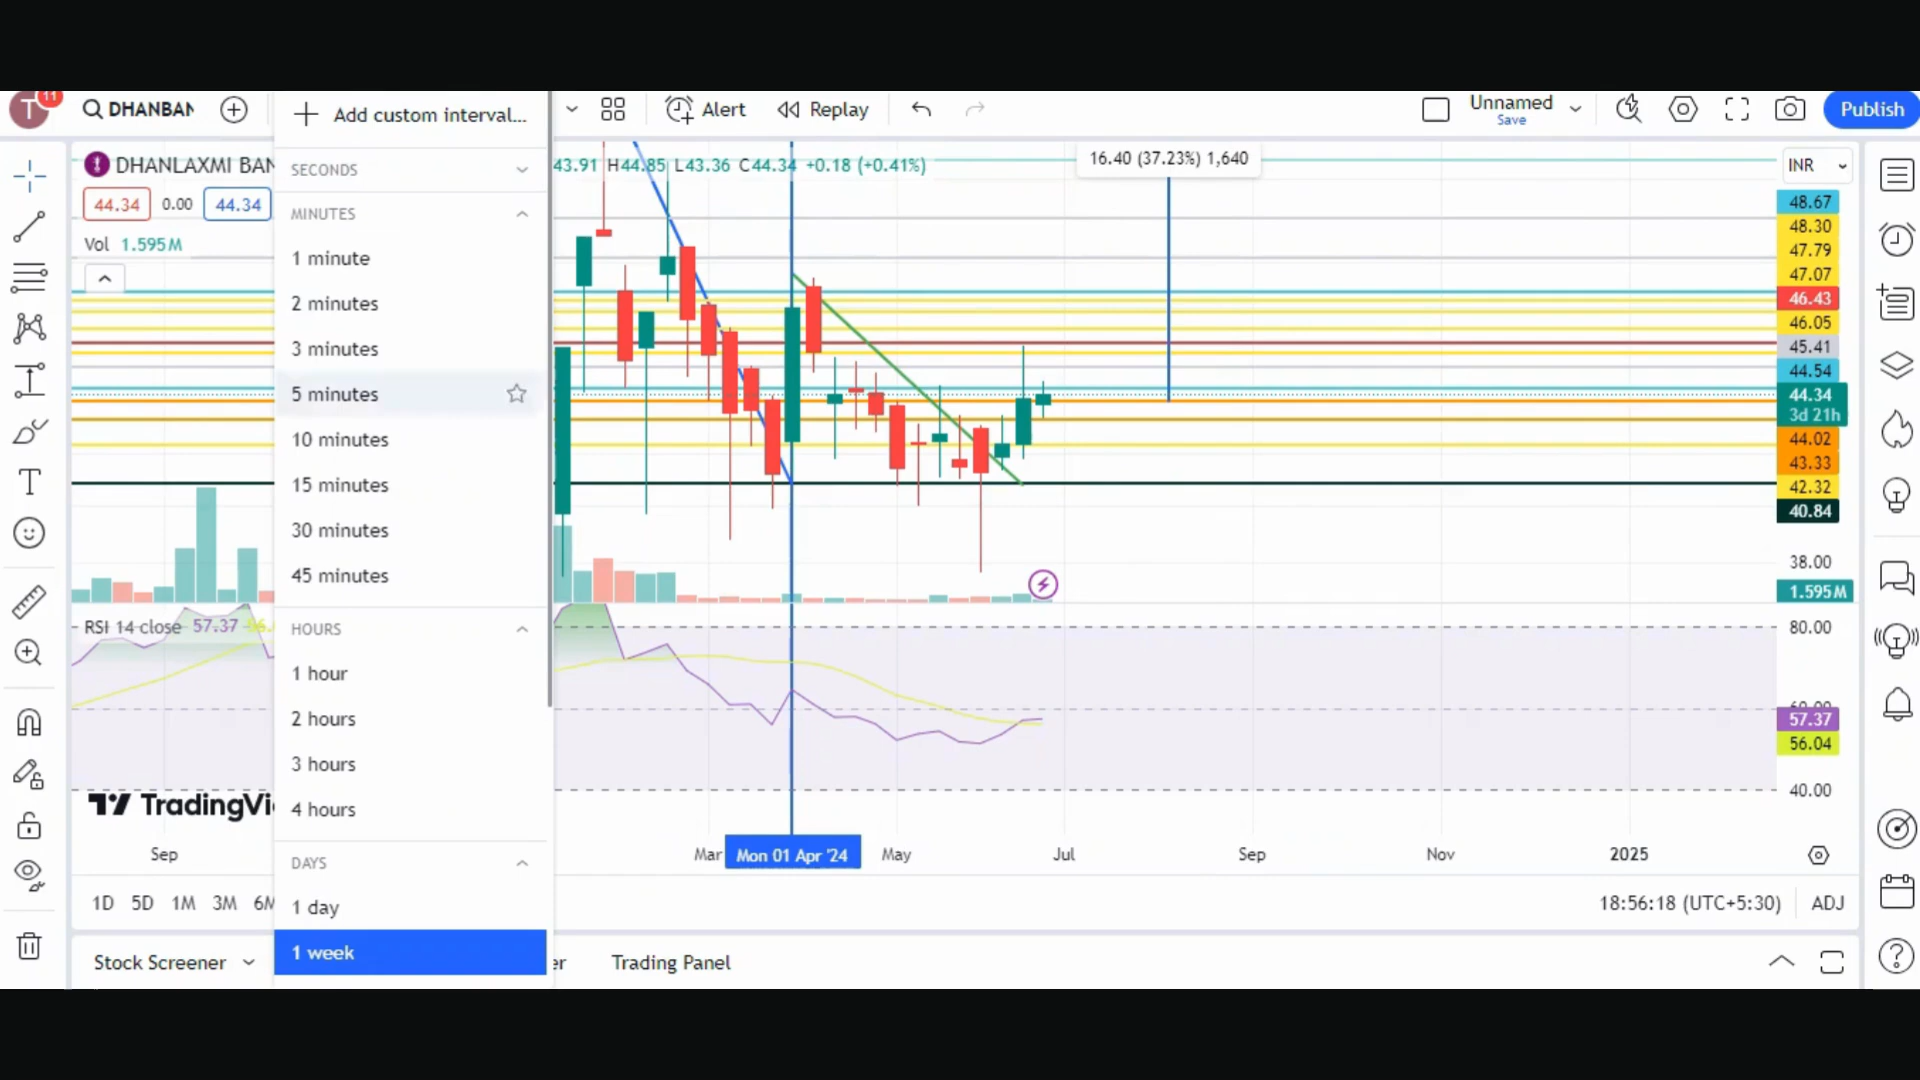 T
11
DHANBAN
Add custom interval...
Alert
Replay
Unnamed
Save
Publish
DHANLAXMI BAN
43.91 H44.85 L43.36 C44.34 +0.18 (+0.41%)
16.40 (37.23%) 1,640
INR
44.34 0.00 44.34
Vol 1.595M
SECONDS
MINUTES
1 minute
2 minutes
3 minutes
5 minutes
10 minutes
15 minutes
30 minutes
45 minutes
HOURS
1 hour
2 hours
3 hours
4 hours
DAYS
1 day
1 week
48.67
48.30
47.79
47.07
46.43
46.05
45.41
44.54
44.34
3d 21h
44.02
43.33
42.32
40.84
38.00
1.595M
RSI 14 close 57.37
80.00
57.37
56.04
40.00
TradingVi
Sep
Mar
Mon 01 Apr '24
May
Jul
Sep
Nov
2025
1D 5D 1M 3M 6M
18:56:18 (UTC+5:30) ADJ
Stock Screener
er
Trading Panel